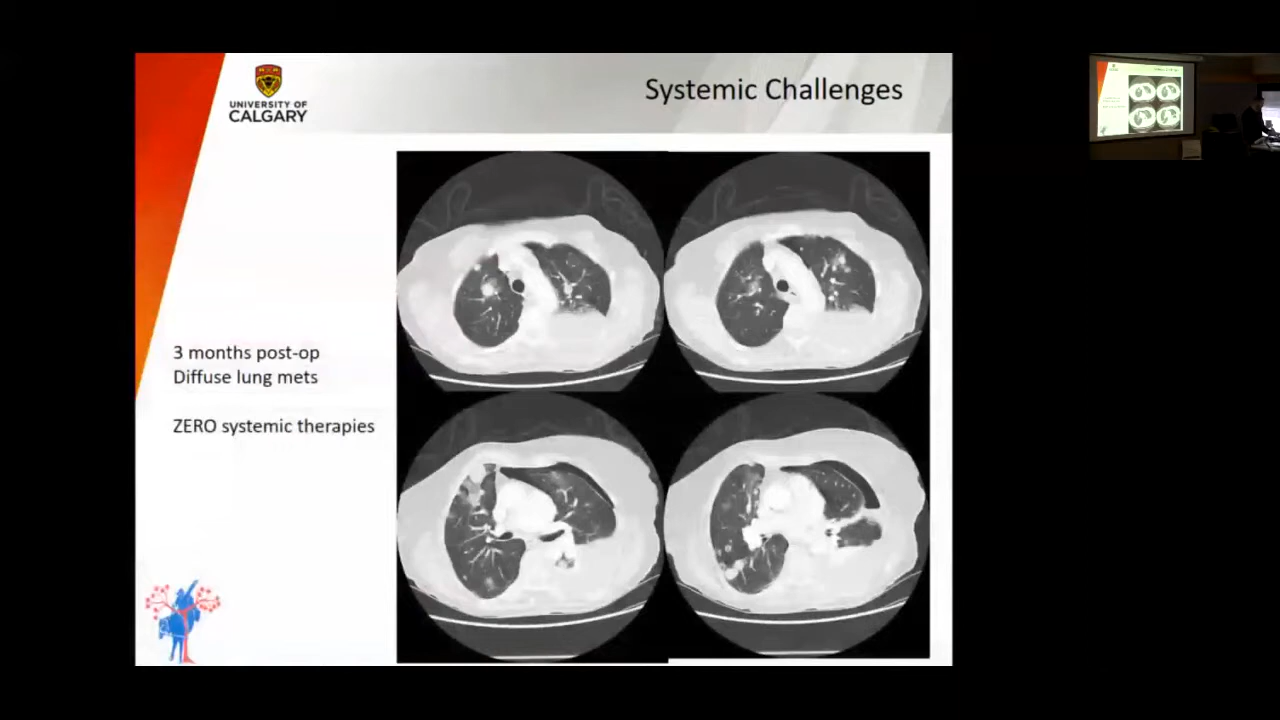 UNIVERSITY OF
CALGARY
Systemic Challenges
3 months post-op
Diffuse lung mets
ZERO systemic therapies